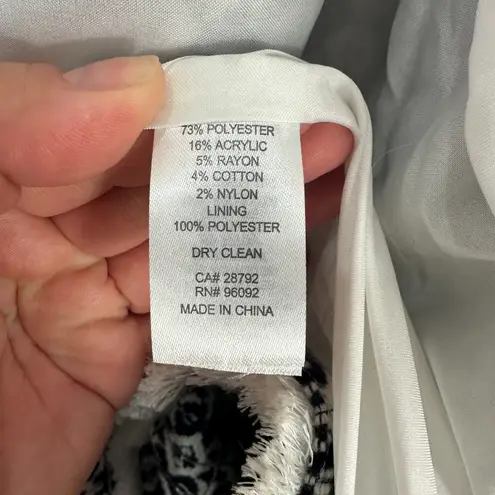 73% POLYESTER
16% ACRYLIC
5% RAYON
4% COTTON
2% NYLON
LINING
100% POLYESTER
DRY CLEAN
CA# 28792
RN# 96092
MADE IN CHINA